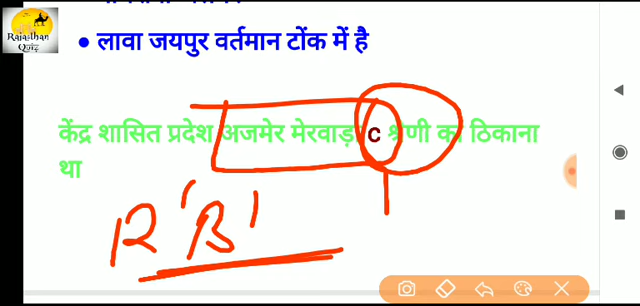 Rajasthan
Quiz
• लावा जयपुर वर्तमान टोंक में है
केंद्र शासित प्रदेश अजमेर मेरवाड़ C श्रेणी का ठिकाना
था
R 'B'